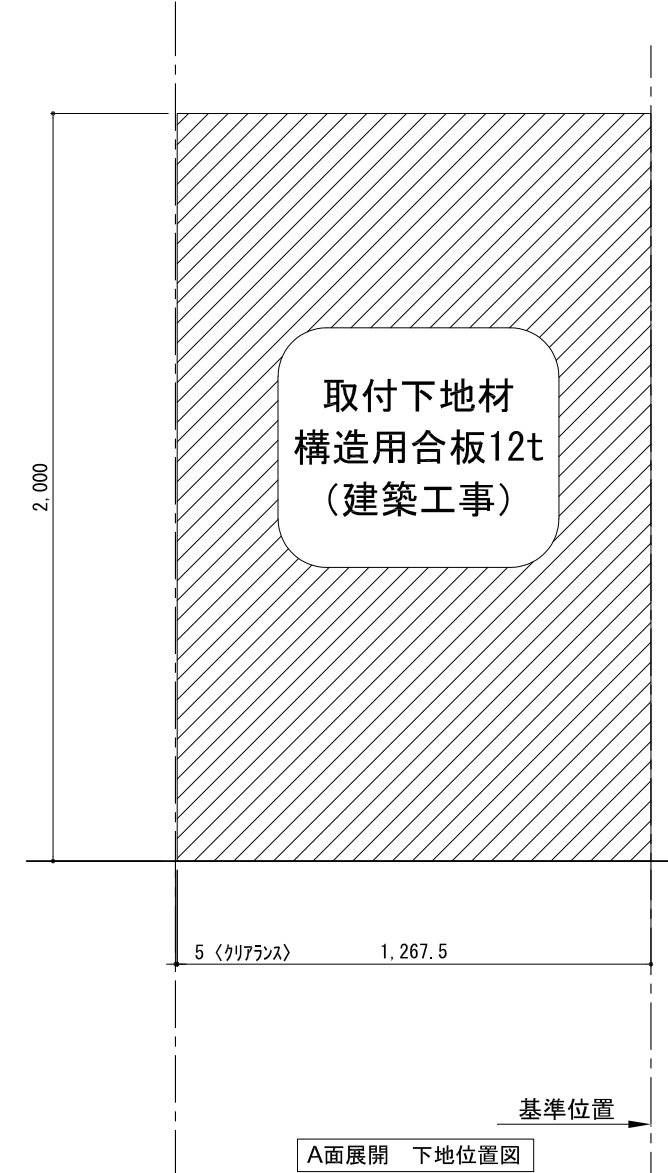 取付下地材
構造用合板12t
(建築工事)
2,000
5 〈クリアランス〉 1,267.5
基準位置
A面展開　下地位置図